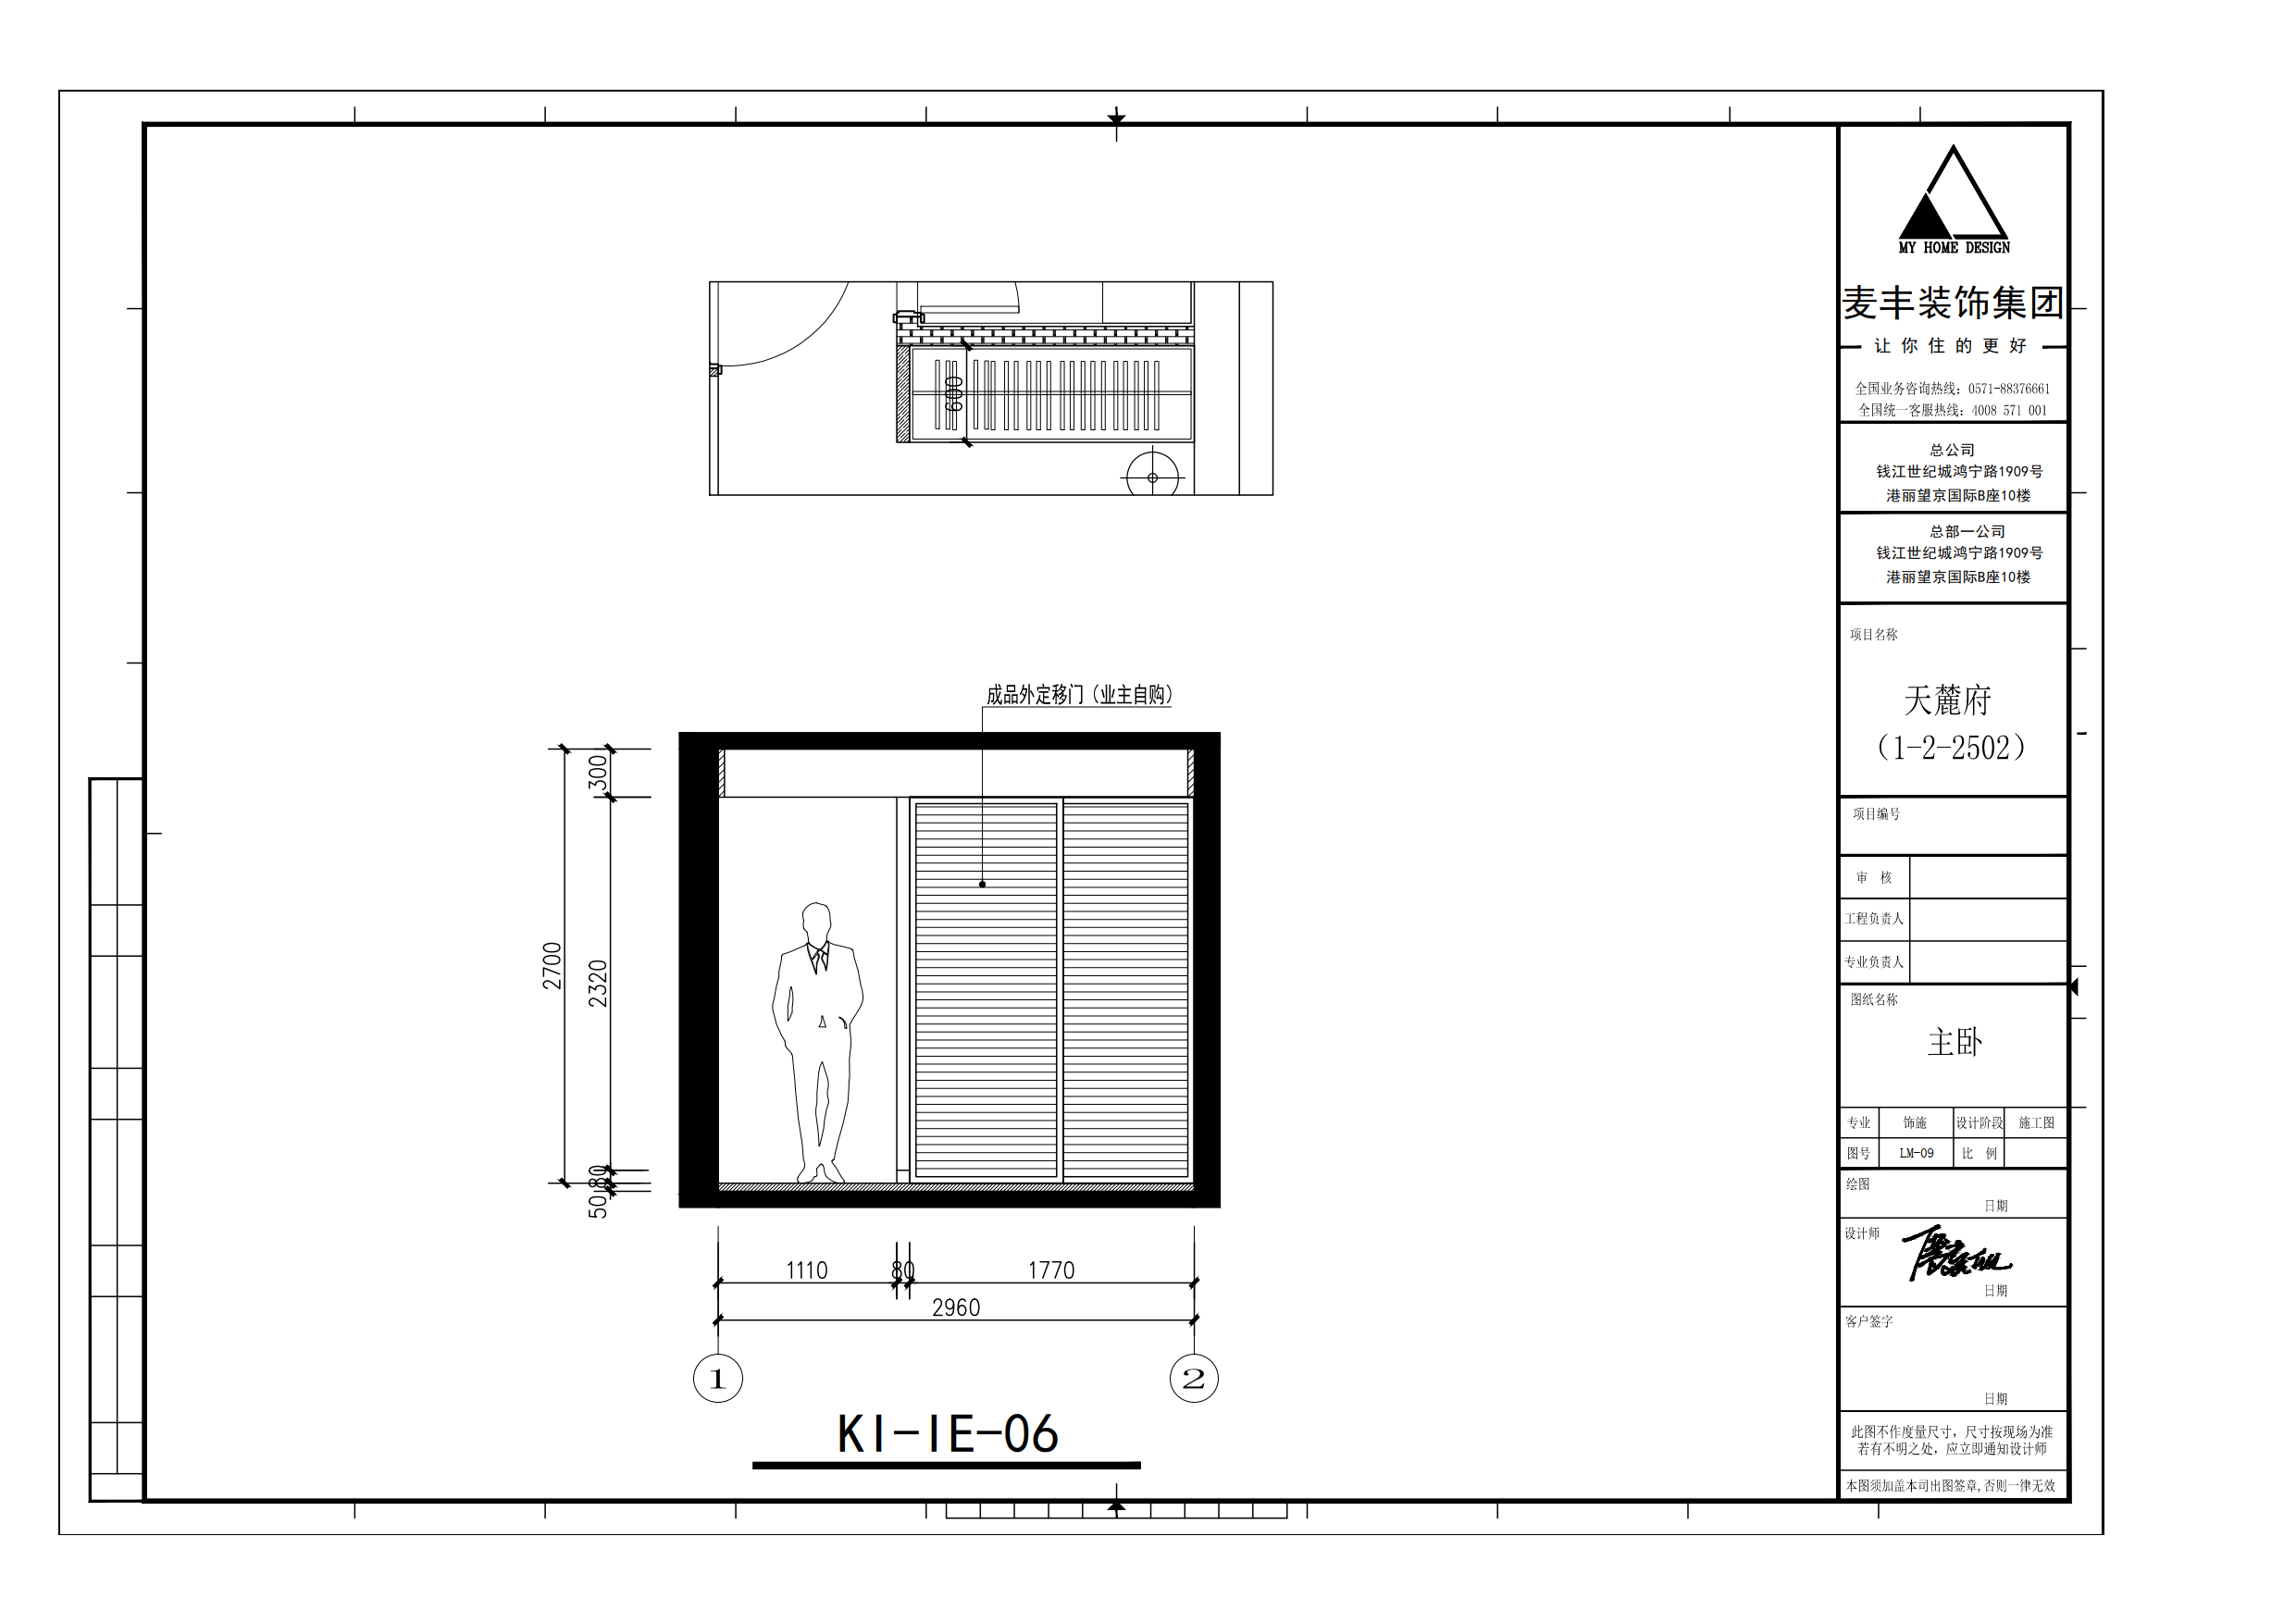 600
成品外定移门（业主自购）
300
2700
2320
80
50
1110
80
1770
2960
1
2
KI-IE-06
MY HOME DESIGN
麦丰装饰集团
让你住的更好
全国业务咨询热线：0571-88376661
全国统一客服热线：4008 571 001
总公司
钱江世纪城鸿宁路1909号
港丽望京国际B座10楼
总部一公司
钱江世纪城鸿宁路1909号
港丽望京国际B座10楼
项目名称
天麓府
（1-2-2502）
项目编号
审 核
工程负责人
专业负责人
图纸名称
主卧
专业 饰施 设计阶段 施工图
图号 LM-09 比 例
绘图
日期
设计师
日期
客户签字
日期
此图不作度量尺寸，尺寸按现场为准
若有不明之处，应立即通知设计师
本图须加盖本司出图签章,否则一律无效